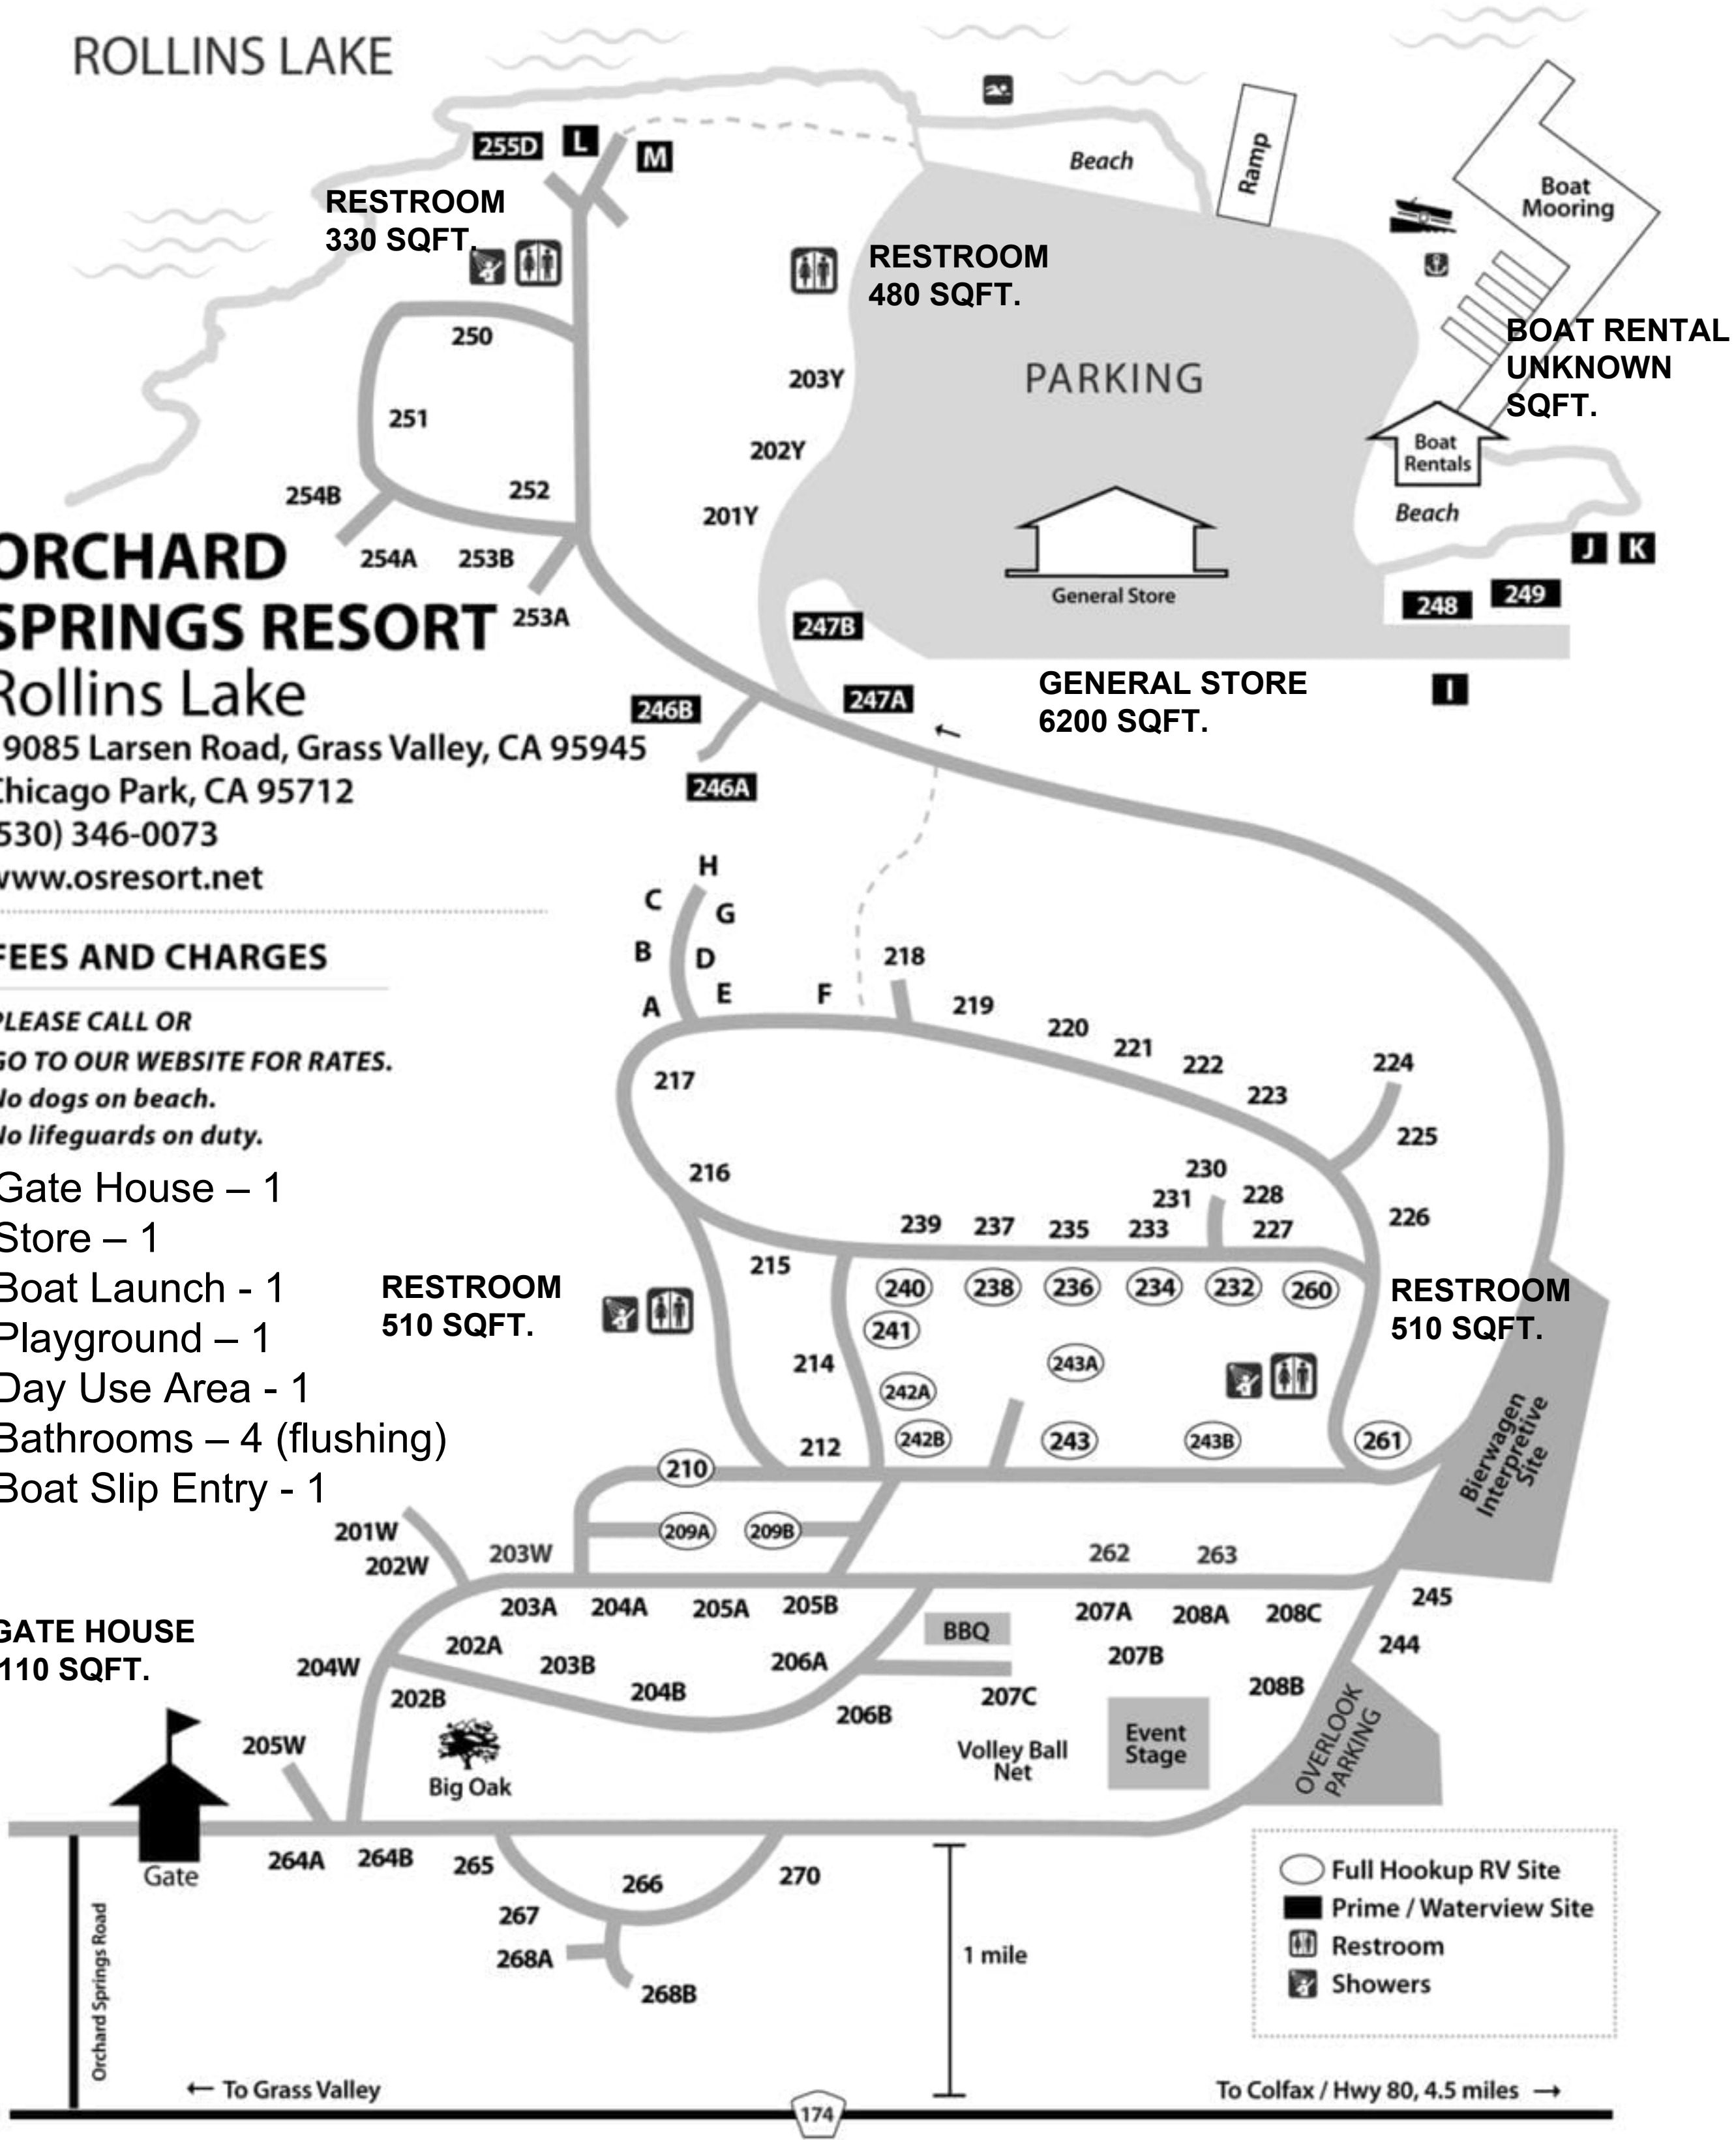 ROLLINS LAKE
255D
L
M
RESTROOM
330 SQFT.
RESTROOM
480 SQFT.
Beach
Ramp
Boat
Mooring
BOAT RENTAL
UNKNOWN
SQFT.
Boat
Rentals
Beach
PARKING
General Store
GENERAL STORE
6200 SQFT.
250
251
252
254B
254A
253B
253A
203Y
202Y
201Y
J
K
248
249
I
247B
247A
246B
246A
ORCHARD
SPRINGS RESORT
Rollins Lake
9085 Larsen Road, Grass Valley, CA 95945
Chicago Park, CA 95712
530) 346-0073
www.osresort.net
FEES AND CHARGES
PLEASE CALL OR
GO TO OUR WEBSITE FOR RATES.
No dogs on beach.
No lifeguards on duty.
Gate House – 1
Store – 1
Boat Launch - 1
Playground – 1
Day Use Area - 1
Bathrooms – 4 (flushing)
Boat Slip Entry - 1
H
C
G
B
D
A
E
F
218
219
220
221
222
223
224
225
226
217
216
215
214
212
230
231
228
239
237
235
233
227
240
238
236
234
232
260
241
243A
242A
242B
243
243B
261
RESTROOM
510 SQFT.
RESTROOM
510 SQFT.
Bierwagen
Interpretive
Site
210
209A
209B
201W
202W
203W
262
263
203A
204A
205A
205B
207A
208A
208C
245
244
BBQ
202A
203B
206A
207B
204W
202B
204B
206B
207C
208B
GATE HOUSE
110 SQFT.
205W
Big Oak
Volley Ball
Net
Event
Stage
OVERLOOK
PARKING
Gate
264A
264B
265
266
270
267
268A
268B
1 mile
Full Hookup RV Site
Prime / Waterview Site
Restroom
Showers
Orchard Springs Road
← To Grass Valley
174
To Colfax / Hwy 80, 4.5 miles →